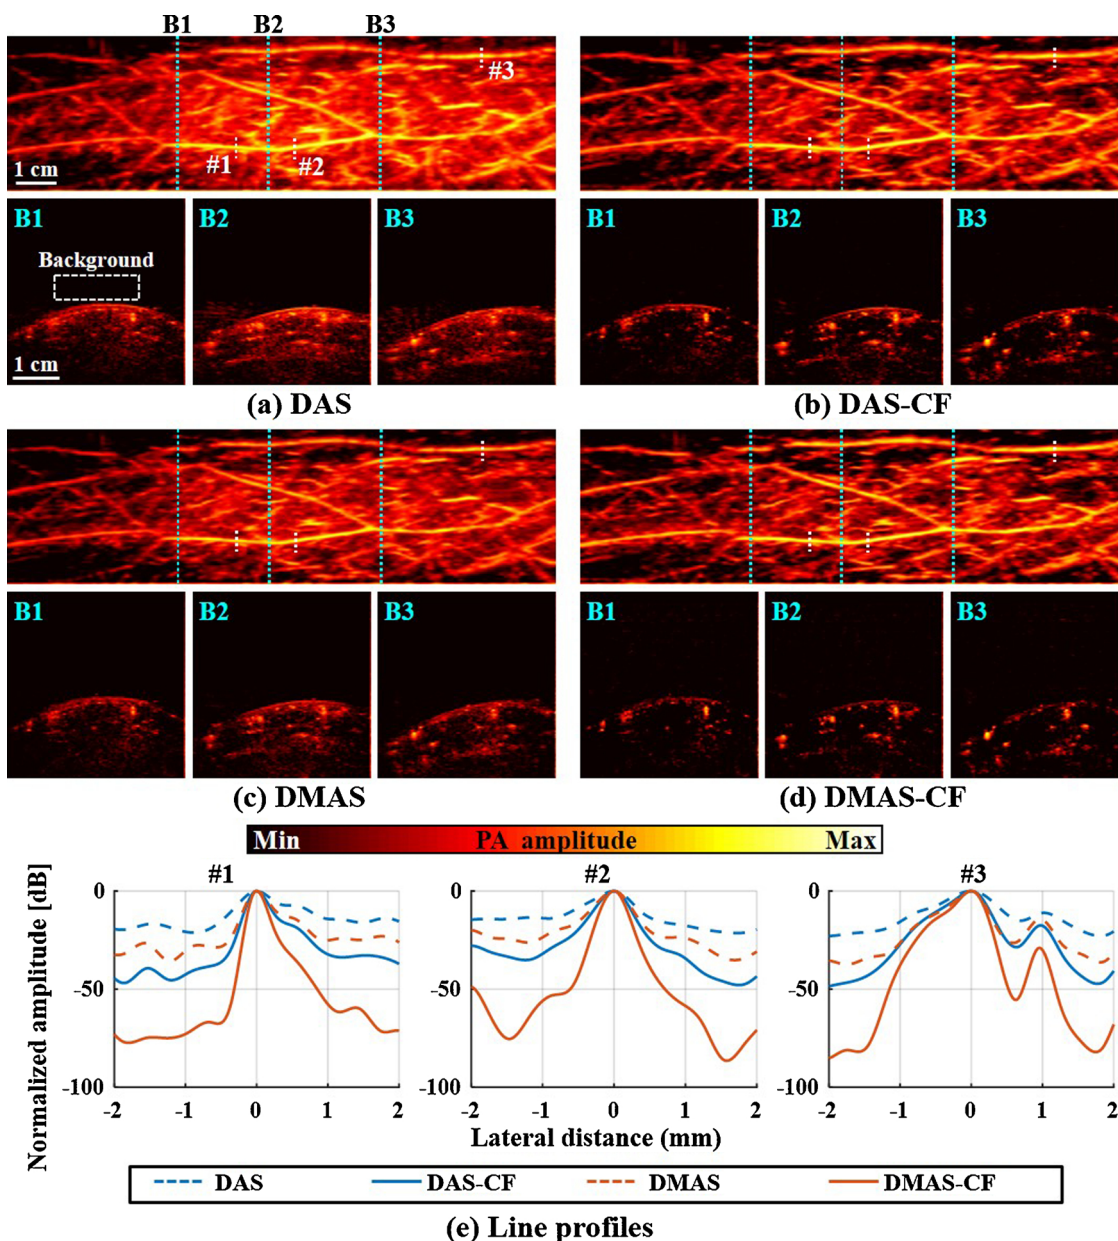 B1 B2 B3
#3
#1 #2
1 cm
B1 B2 B3
Background
1 cm
(a) DAS
B1 B2 B3
(b) DAS-CF
B1 B2 B3
(c) DMAS
B1 B2 B3
(d) DMAS-CF
Min PA amplitude Max
#1 #2 #3
Normalized amplitude [dB]
0 -50 -100
-2 -1 0 1 2
0 -50 -100
-2 -1 0 1 2
0 -50 -100
-2 -1 0 1 2
Lateral distance (mm)
DAS DAS-CF DMAS DMAS-CF
(e) Line profiles